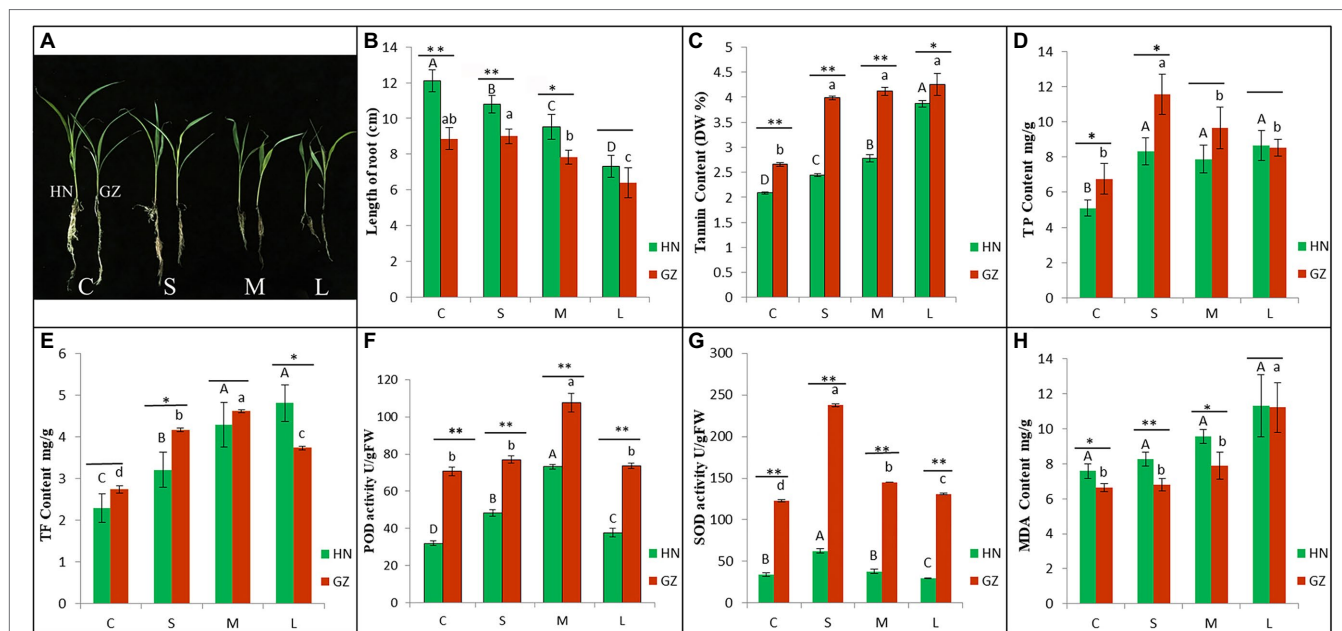 A
HN
GZ
C S M L
B
Length of root (cm)
14
12
10
8
6
4
2
0
** ** *
A B C D
ab a b c
C S M L
HN
GZ
C
Tannin Content (DW %)
5
4.5
4
3.5
3
2.5
2
1.5
1
0.5
0
** ** ** *
D C B A
b a a a
C S M L
HN
GZ
D
TP Content mg/g
14
12
10
8
6
4
2
0
* *
B A A A
b a b b
C S M L
HN
GZ
E
TF Content mg/g
6
5
4
3
2
1
0
* *
C B A A
d b a c
C S M L
HN
GZ
F
POD activity U/gFW
120
100
80
60
40
20
0
** ** ** **
D B A C
b b a b
C S M L
HN
GZ
G
SOD activity U/gFW
300
250
200
150
100
50
0
** ** ** **
B A B C
d a b c
C S M L
HN
GZ
H
MDA Content mg/g
14
12
10
8
6
4
2
0
* ** *
A A A A
b b b a
C S M L
HN
GZ